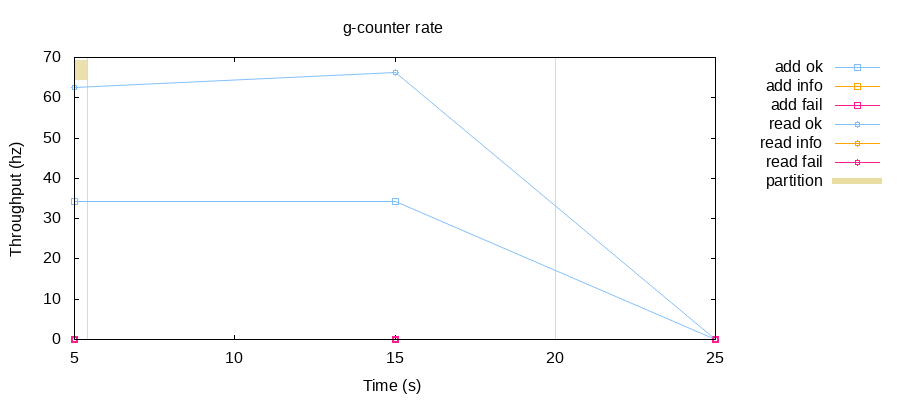 g-counter rate
70
60
50
40
30
20
10
0
5
10
15
20
25
Throughput (hz)
Time (s)
add ok
add info
add fail
read ok
read info
read fail
partition